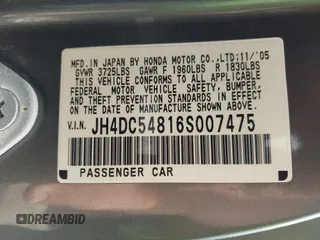 MFD. IN JAPAN BY HONDA MOTOR CO., LTD: 11/'05
GVWR 3725LBS GAWR F 1960LBS R 1830LBS
THIS VEHICLE CONFORMS TO ALL APPLICABLE
FEDERAL MOTOR VEHICLE SAFETY, BUMPER
AND THEFT PREVENTION STANDARDS IN EFFECT ON
THE DATE OF MANUFACTURE SHOWN ABOVE.
V.I.N. JH4DC54816S007475
PASSENGER CAR
DREAMBID